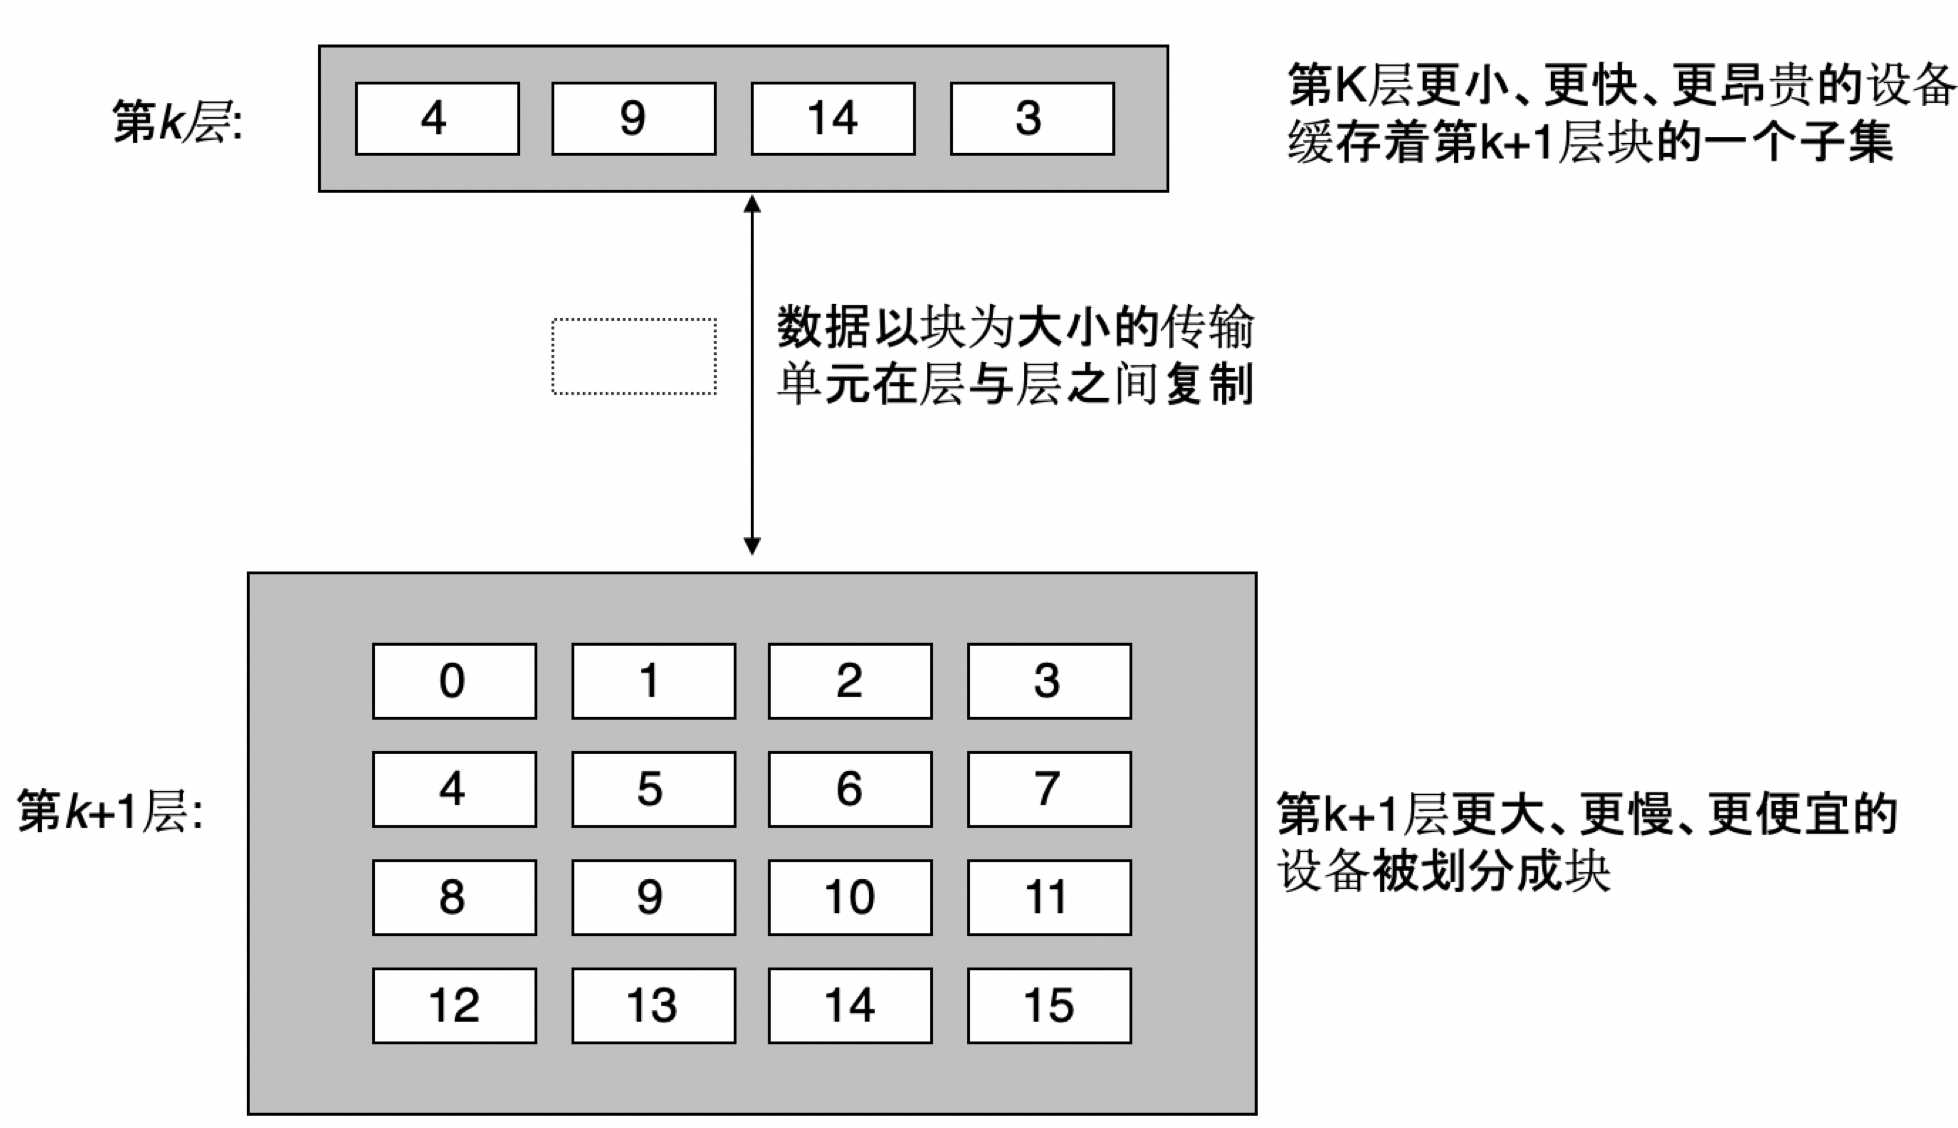 第k层:
4 9 14 3
第K层更小、更快、更昂贵的设备
缓存着第k+1层块的一个子集
数据以块为大小的传输
单元在层与层之间复制
0 1 2 3
4 5 6 7
8 9 10 11
12 13 14 15
第k+1层:
第k+1层更大、更慢、更便宜的
设备被划分成块